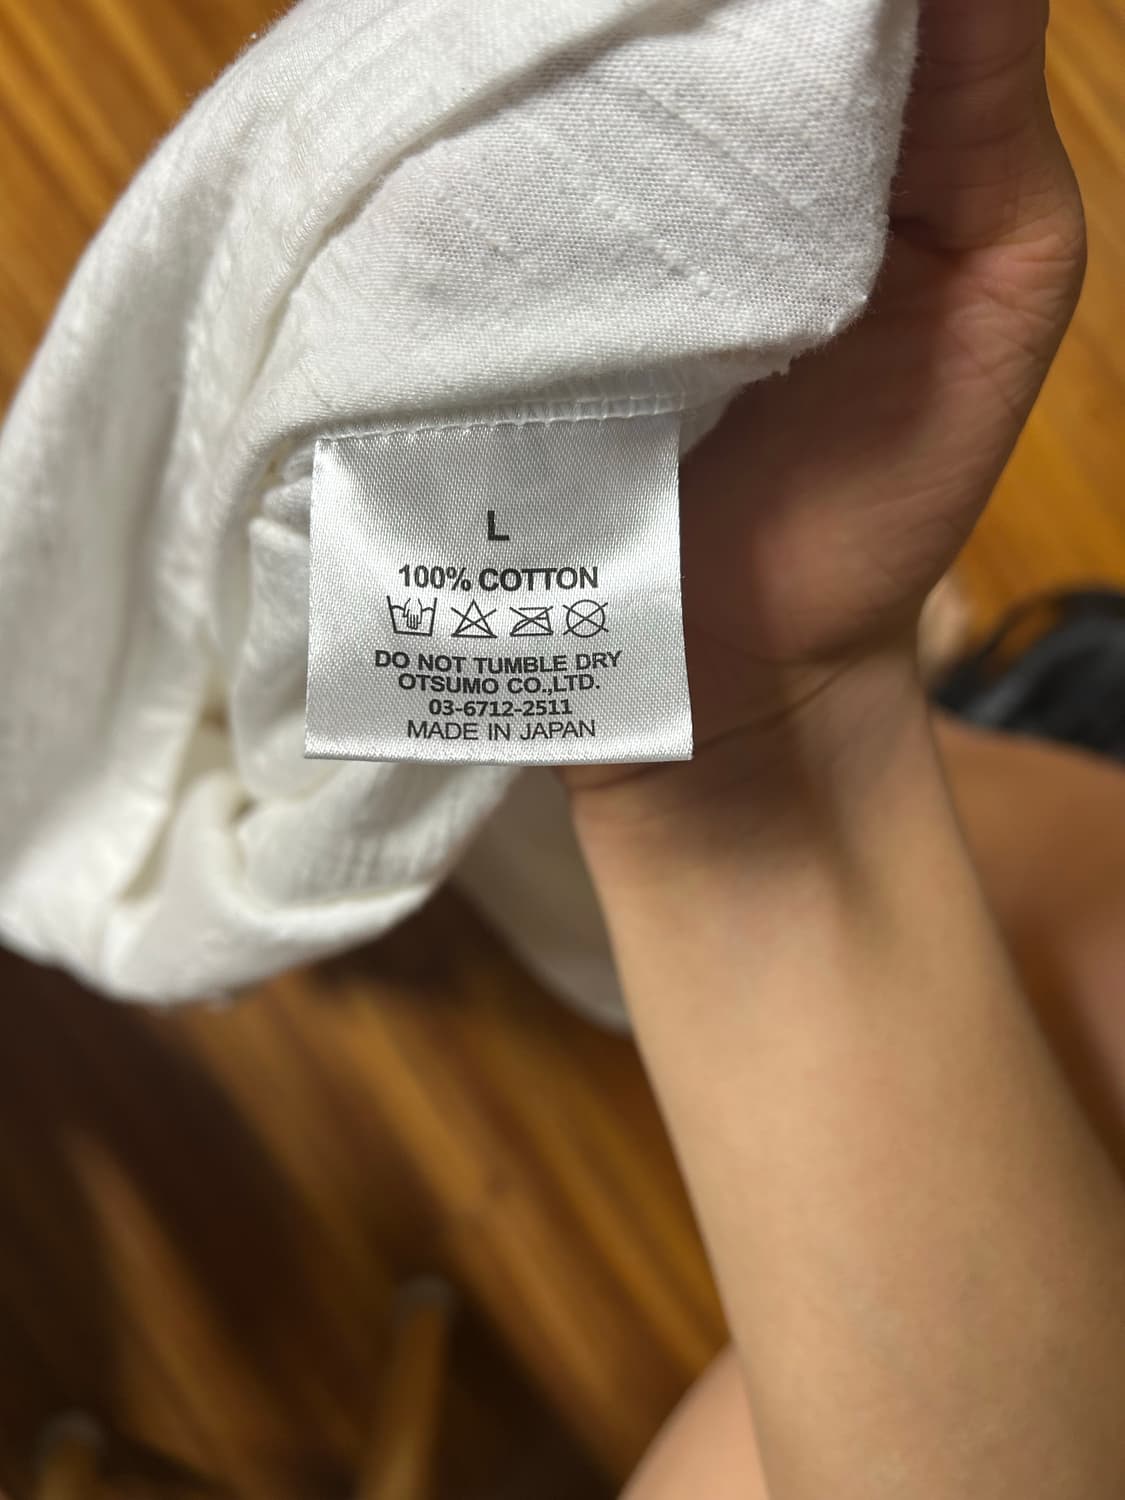 L
100% COTTON
DO NOT TUMBLE DRY
OTSUMO CO.,LTD.
03-6712-2511
MADE IN JAPAN